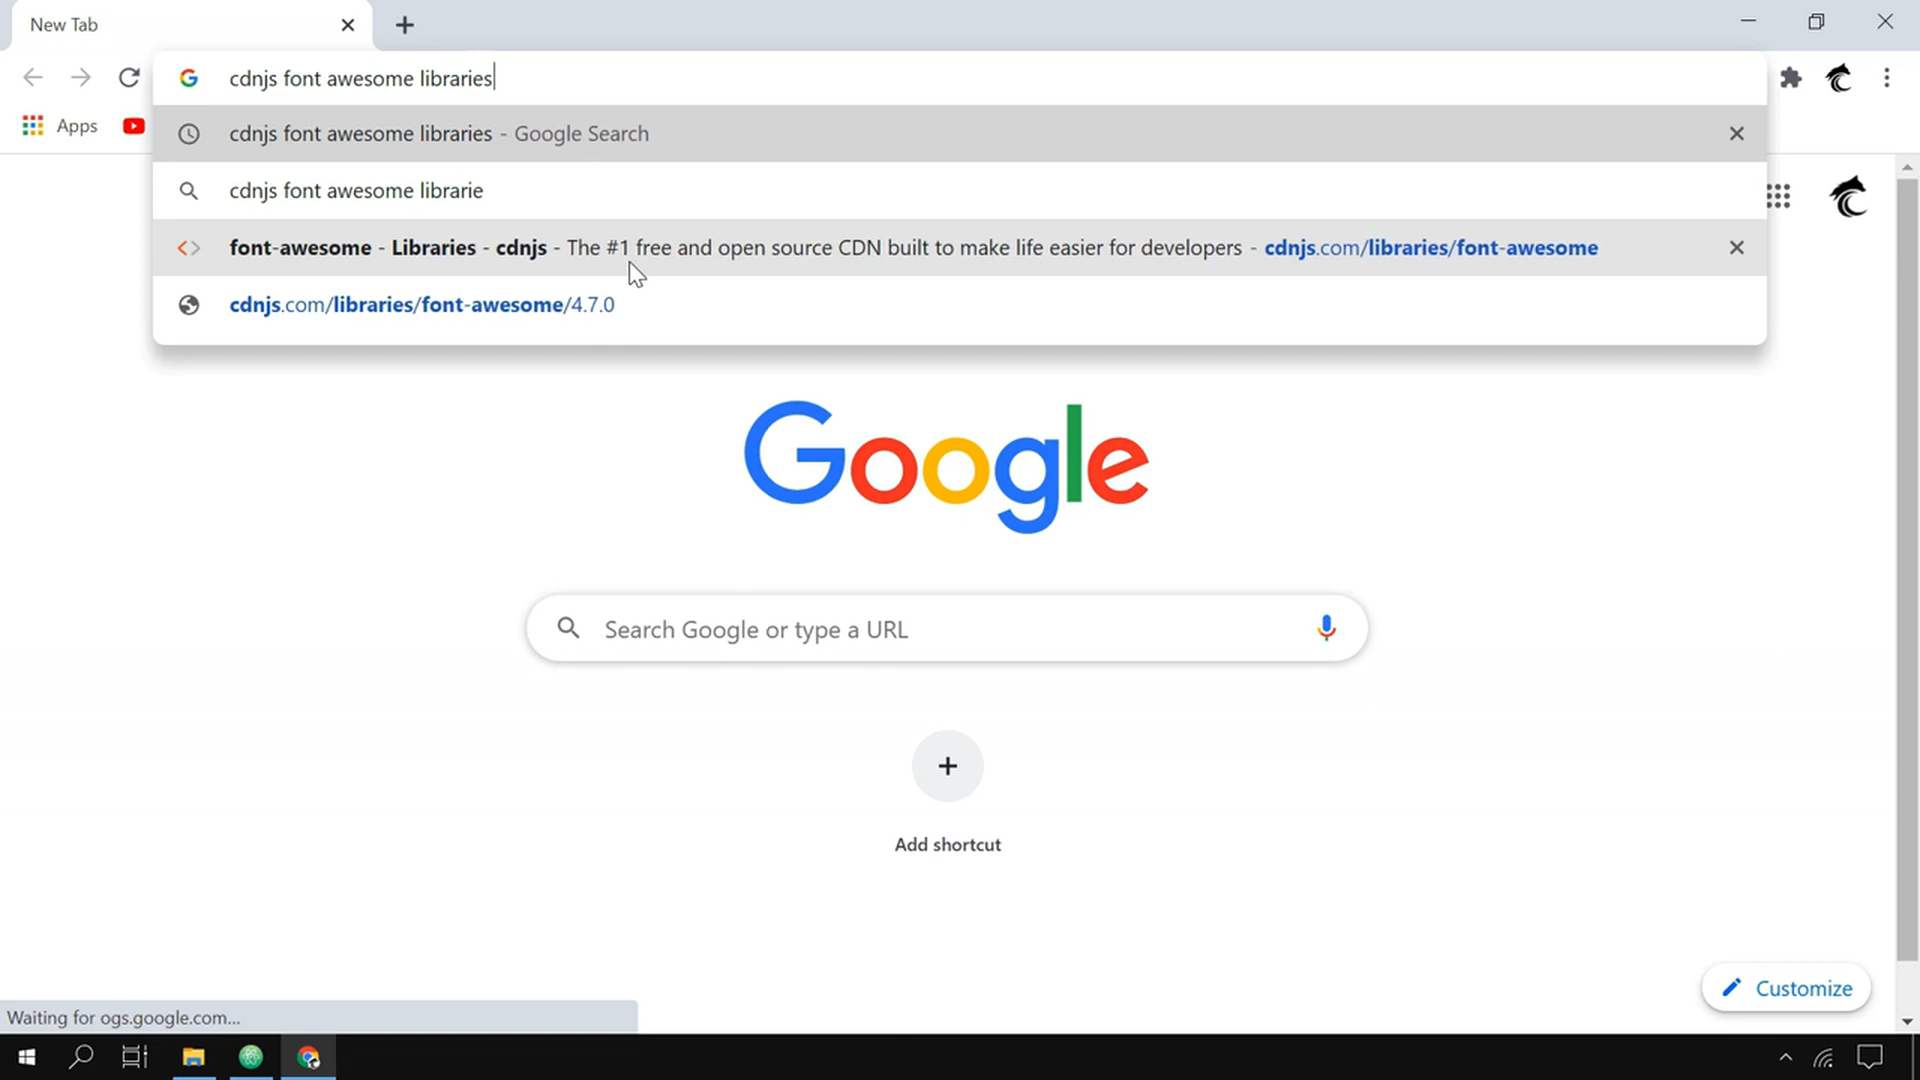 New Tab
cdnjs font awesome libraries
Apps
cdnjs font awesome libraries - Google Search
cdnjs font awesome librarie
font-awesome - Libraries - cdnjs - The #1 free and open source CDN built to make life easier for developers - cdnjs.com/libraries/font-awesome
cdnjs.com/libraries/font-awesome/4.7.0
Google
Search Google or type a URL
Add shortcut
Customize
Waiting for ogs.google.com...